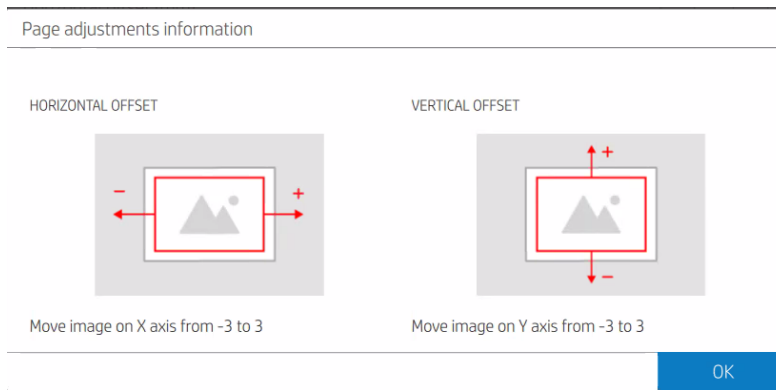 Page adjustments information
HORIZONTAL OFFSET
VERTICAL OFFSET
-
+
+
-
Move image on X axis from -3 to 3
Move image on Y axis from -3 to 3
OK